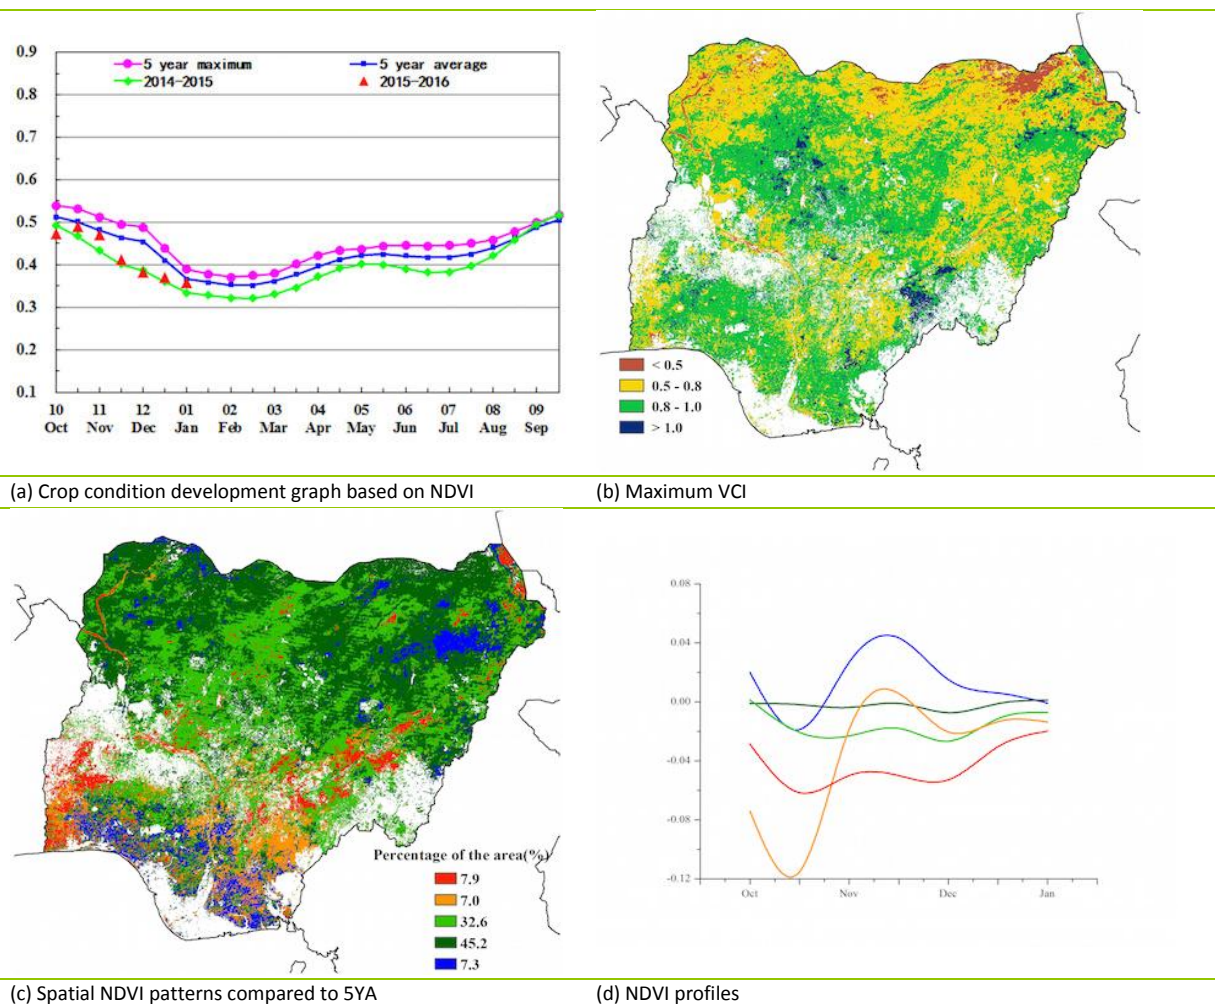 0.9
5 year maximum 5 year average
2014-2015 2015-2016
0.8
0.7
0.6
0.5
0.4
0.3
0.2
0.1
10 11 12 01 02 03 04 05 06 07 08 09
Oct Nov Dec Jan Feb Mar Apr May Jun Jul Aug Sep
< 0.5
0.5 - 0.8
0.8 - 1.0
> 1.0
(a) Crop condition development graph based on NDVI
(b) Maximum VCI
Percentage of the area(%)
7.9
7.0
32.6
45.2
7.3
0.08
0.04
0.00
-0.04
-0.08
-0.12
Oct Nov Dec Jan
(c) Spatial NDVI patterns compared to 5YA
(d) NDVI profiles